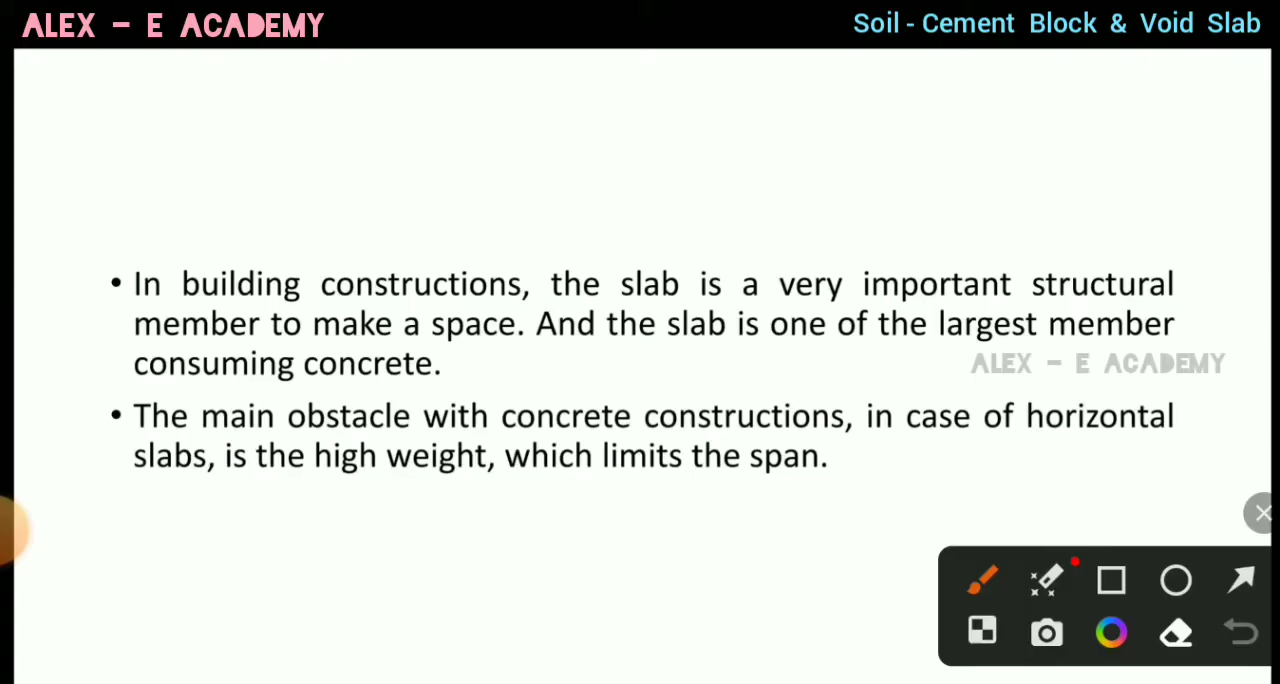 ALEX - E ACADEMY
Soil - Cement Block & Void Slab
• In building constructions, the slab is a very important structural
member to make a space. And the slab is one of the largest member
consuming concrete.
ALEX - E ACADEMY
• The main obstacle with concrete constructions, in case of horizontal
slabs, is the high weight, which limits the span.